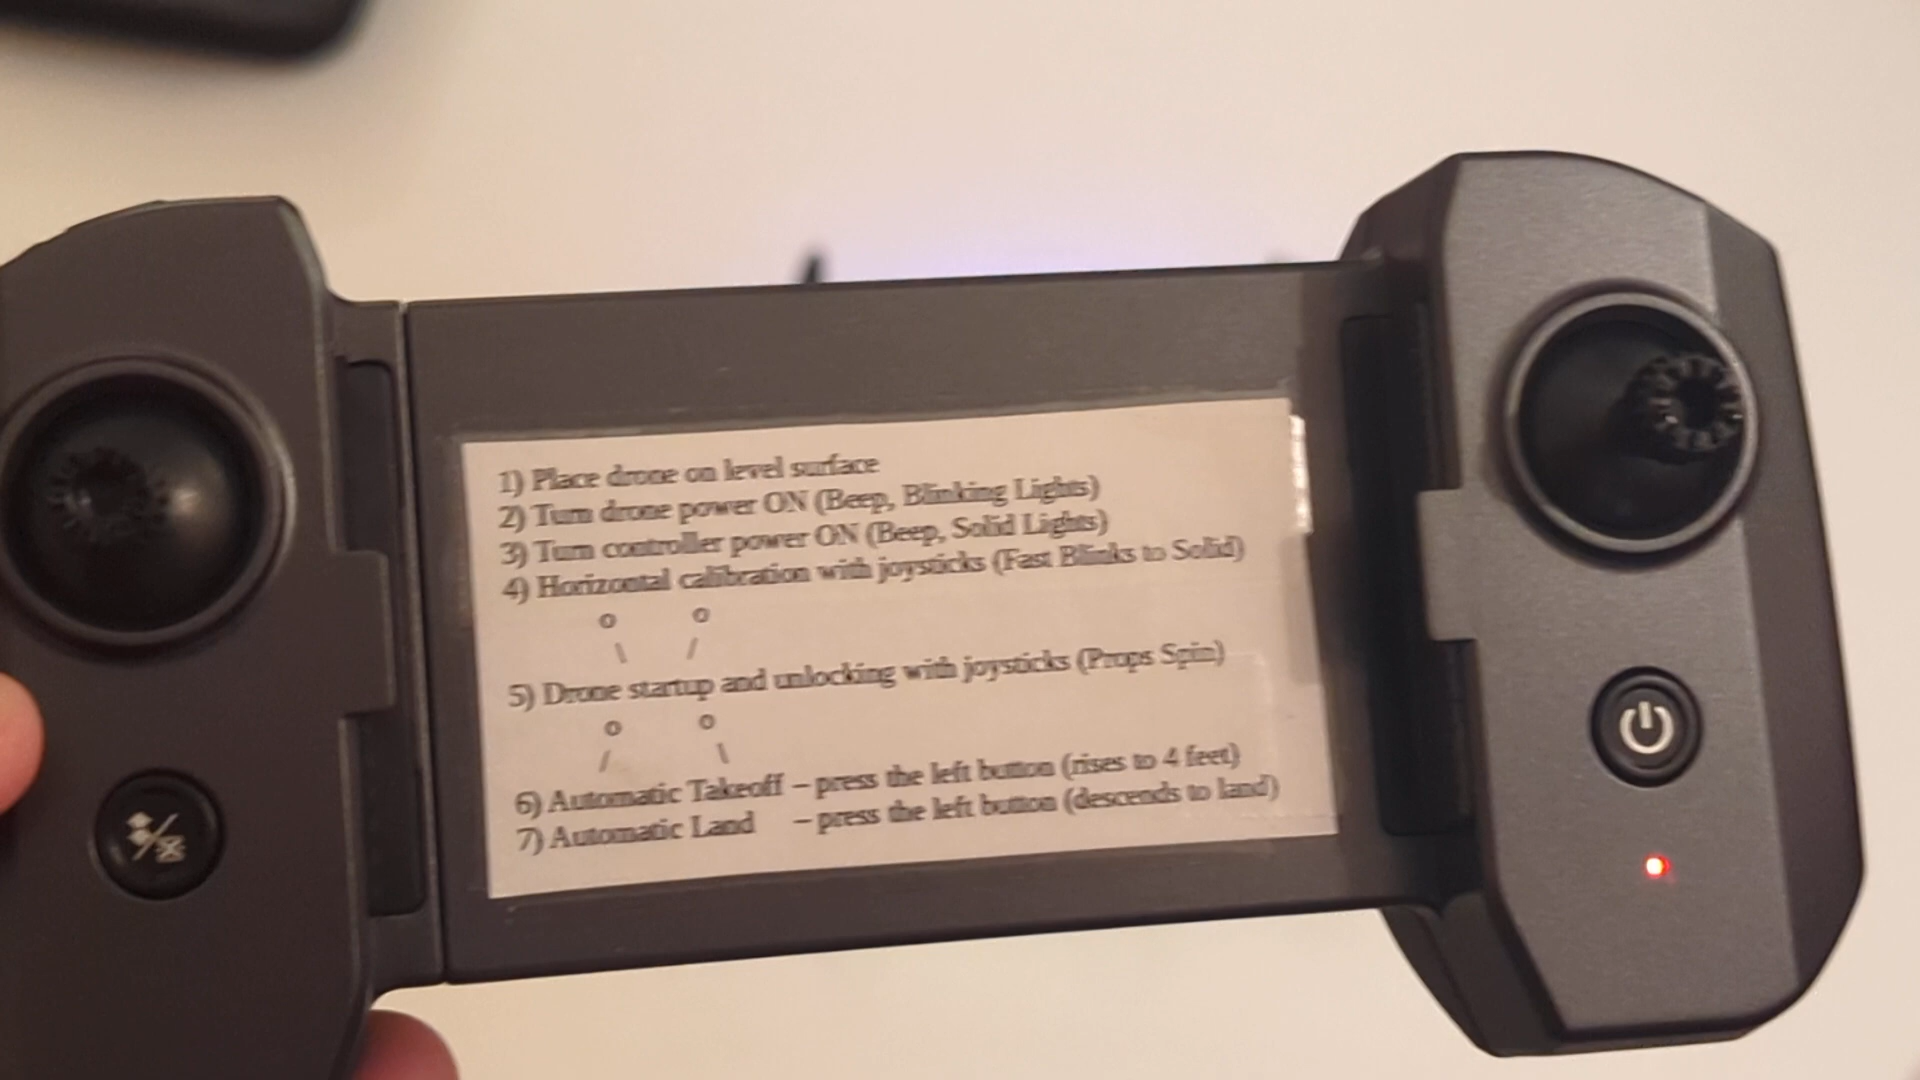 1) Place drone on level surface
2) Turn drone power ON (Beep, Blinking Lights)
3) Turn controller power ON (Beep, Solid Lights)
4) Horizontal calibration with joysticks (Fast Blinks to Solid)
o o
\ /
5) Drone startup and unlocking with joysticks (Props Spin)
o o
/ \
6) Automatic Takeoff – press the left button (rises to 4 feet)
7) Automatic Land – press the left button (descends to land)